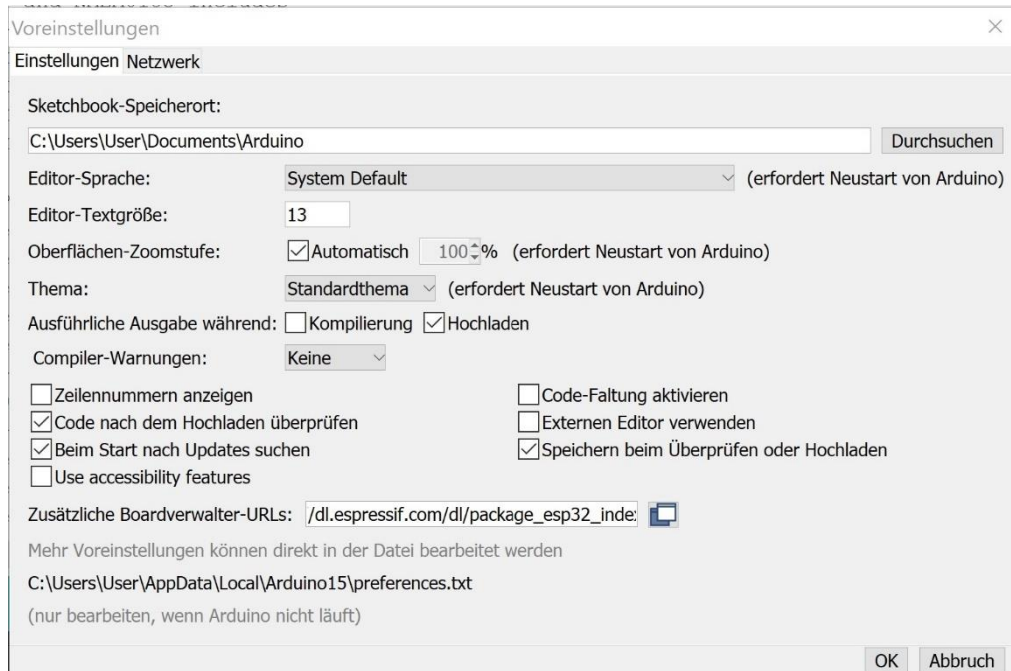 Voreinstellungen
Einstellungen Netzwerk
Sketchbook-Speicherort:
C:\Users\User\Documents\Arduino Durchsuchen
Editor-Sprache: System Default (erfordert Neustart von Arduino)
Editor-Textgröße: 13
Oberflächen-Zoomstufe: Automatisch 100 % (erfordert Neustart von Arduino)
Thema: Standardthema (erfordert Neustart von Arduino)
Ausführliche Ausgabe während: Kompilierung Hochladen
Compiler-Warnungen: Keine
Zeilennummern anzeigen Code-Faltung aktivieren
Code nach dem Hochladen überprüfen Externen Editor verwenden
Beim Start nach Updates suchen Speichern beim Überprüfen oder Hochladen
Use accessibility features
Zusätzliche Boardverwalter-URLs: /dl.espressif.com/dl/package_esp32_inde
Mehr Voreinstellungen können direkt in der Datei bearbeitet werden
C:\Users\User\AppData\Local\Arduino15\preferences.txt
(nur bearbeiten, wenn Arduino nicht läuft)
OK Abbruch